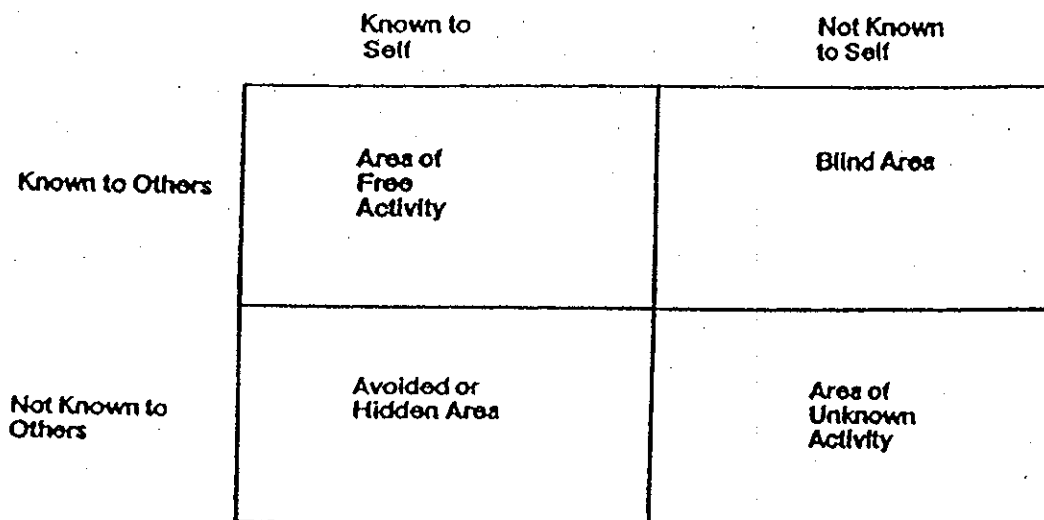 Known to
Self
Not Known
to Self
Known to Others
Area of
Free
Activity
Blind Area
Not Known to
Others
Avoided or
Hidden Area
Area of
Unknown
Activity